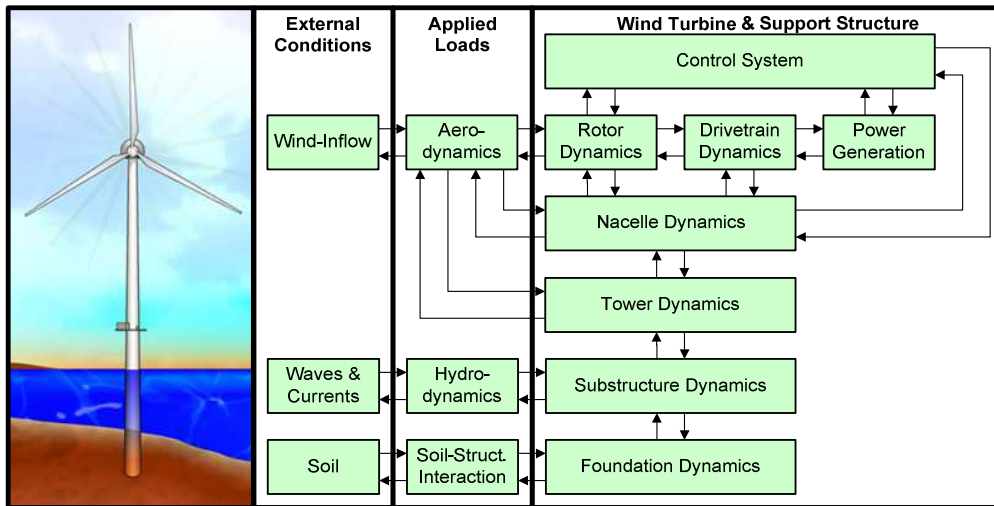 External
Conditions
Applied
Loads
Wind Turbine & Support Structure
Control System
Wind-Inflow
Aero-
dynamics
Rotor
Dynamics
Drivetrain
Dynamics
Power
Generation
Nacelle Dynamics
Tower Dynamics
Waves &
Currents
Hydro-
dynamics
Substructure Dynamics
Soil
Soil-Struct.
Interaction
Foundation Dynamics